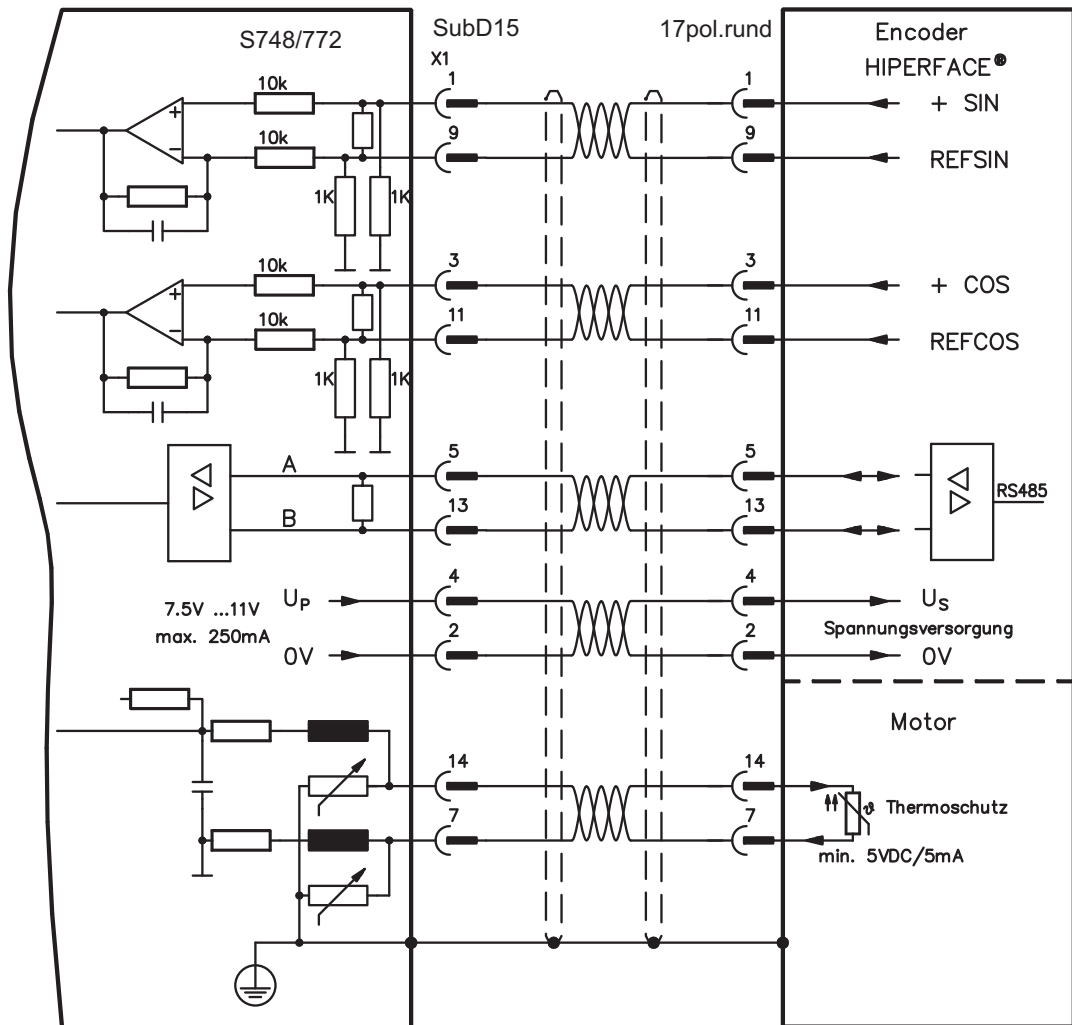 S748/772
SubD15
17pol.rund
Encoder
HIPERFACE®
X1
10k
1
1
+ SIN
10k
9
9
REFSIN
1K
1K
10k
3
3
+ COS
10k
11
11
REFCOS
1K
1K
A
5
5
RS485
B
13
13
7.5V ...11V
max. 250mA
UP
4
4
US
Spannungsversorgung
0V
2
2
0V
Motor
14
14
ϑ Thermoschutz
7
7
min. 5VDC/5mA